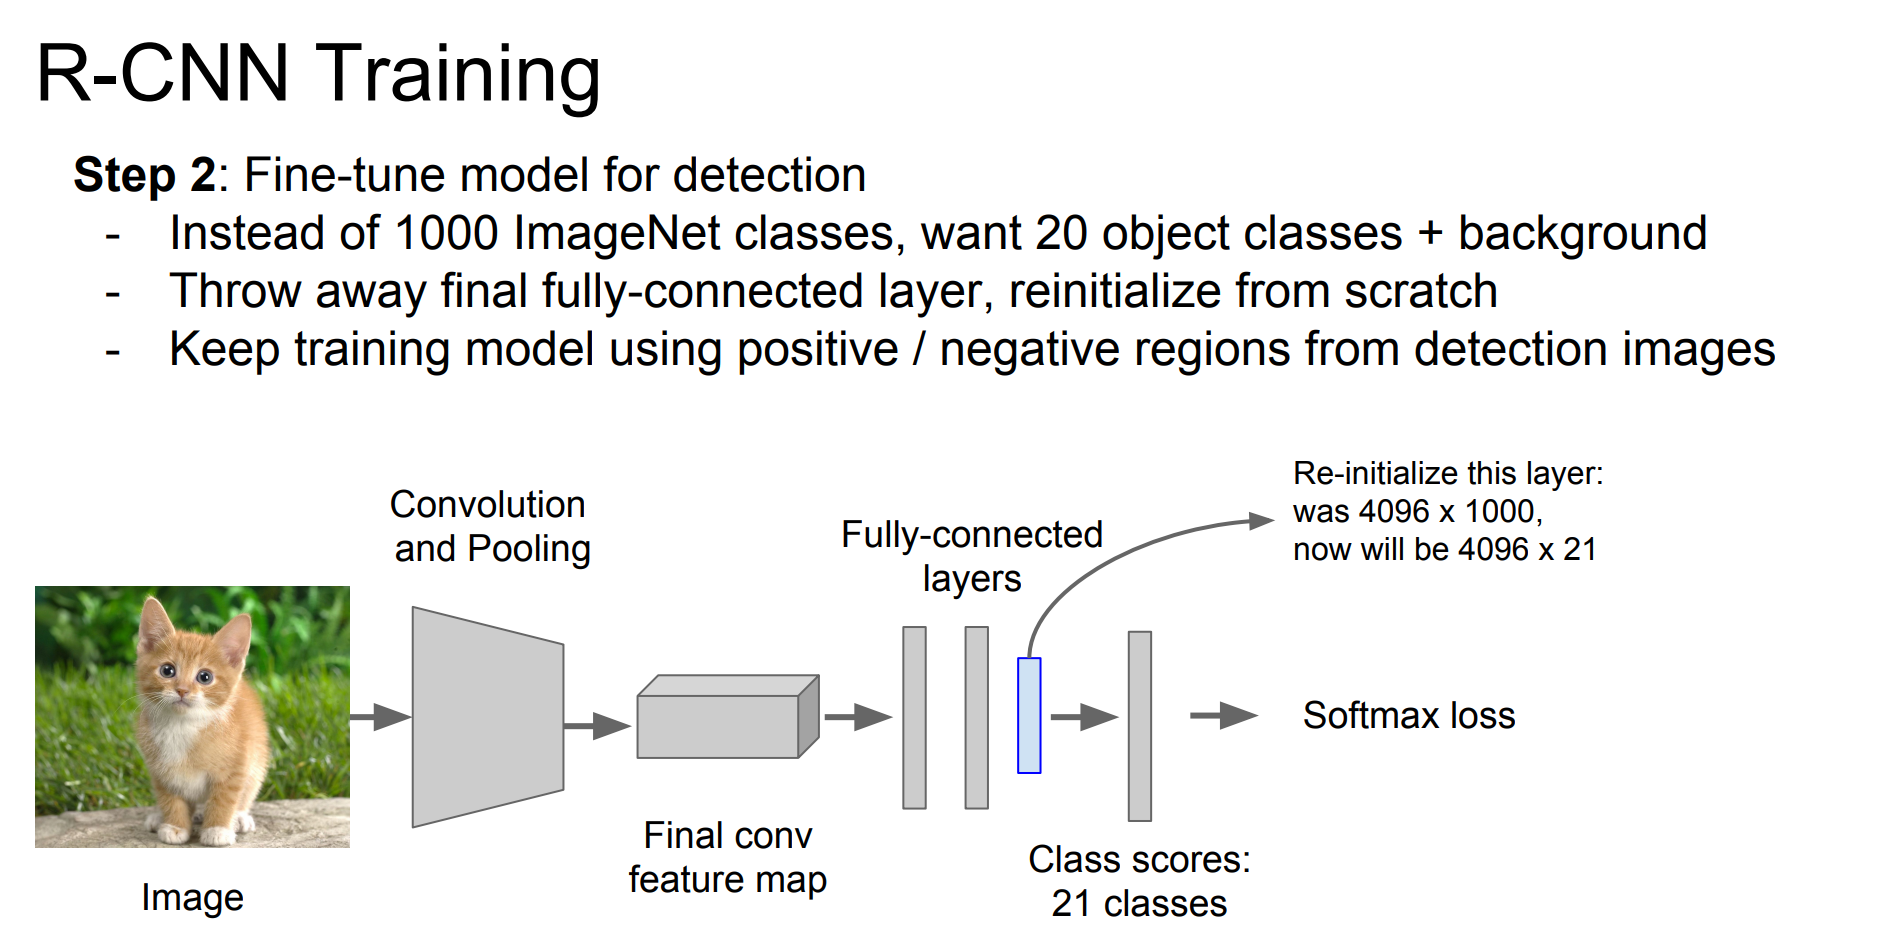 R-CNN Training
Step 2: Fine-tune model for detection
- Instead of 1000 ImageNet classes, want 20 object classes + background
- Throw away final fully-connected layer, reinitialize from scratch
- Keep training model using positive / negative regions from detection images
Convolution
and Pooling
Fully-connected
layers
Re-initialize this layer:
was 4096 x 1000,
now will be 4096 x 21
Softmax loss
Final conv
feature map
Class scores:
21 classes
Image